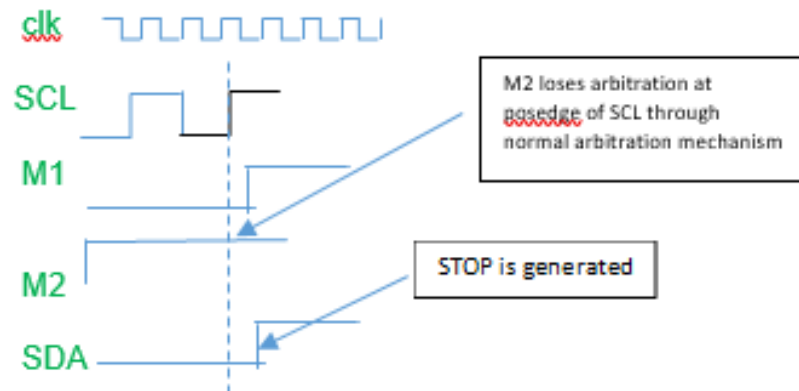 clk
SCL
M2 loses arbitration at
posedge of SCL through
normal arbitration mechanism
M1
M2
STOP is generated
SDA